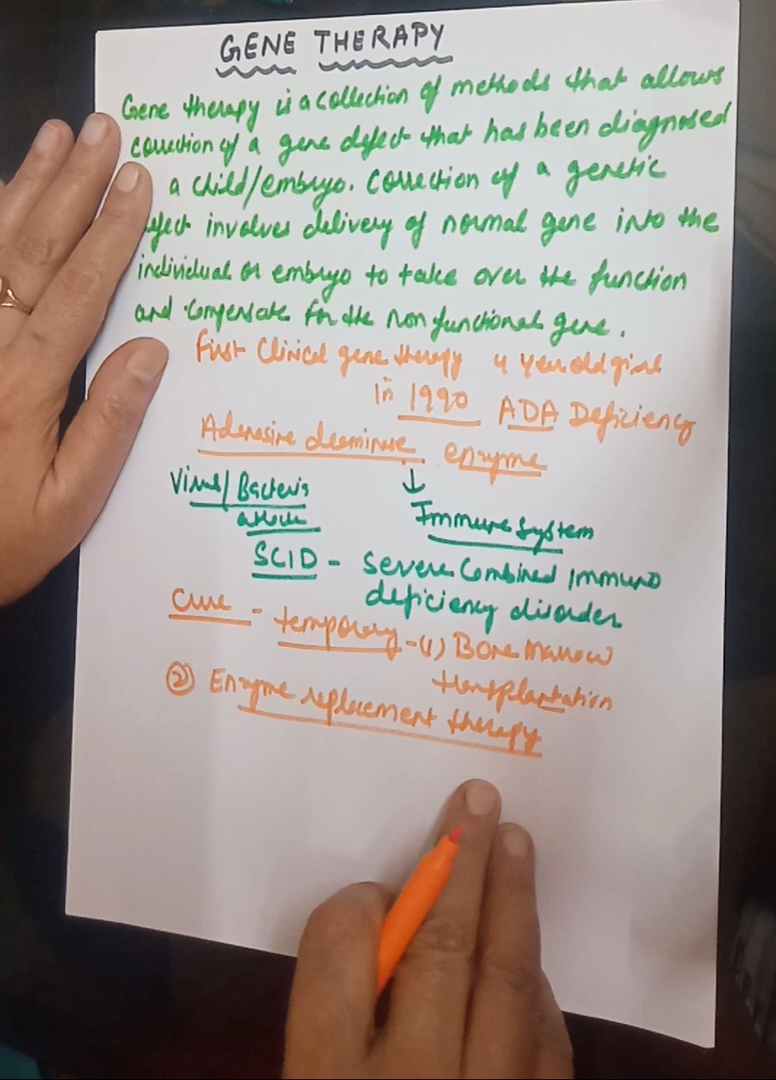 GENE THERAPY
Gene therapy is a collection of methods that allows
correction of a gene defect that has been diagnosed
a child/embryo. Correction of a genetic
efect involves delivery of normal gene into the
individual or embryo to take over the function
and compensate for the non functional gene.
First Clinical gene therapy 4 year old girl
in 1990 ADA Deficiency
Adenosine deaminase enzyme
Virus/Bacteria ↓
attack Immune System
SCID - Severe Combined Immuno
deficiency disorder
Cure - temporary - (1) Bone Marrow
transplantation
② Enzyme replacement therapy